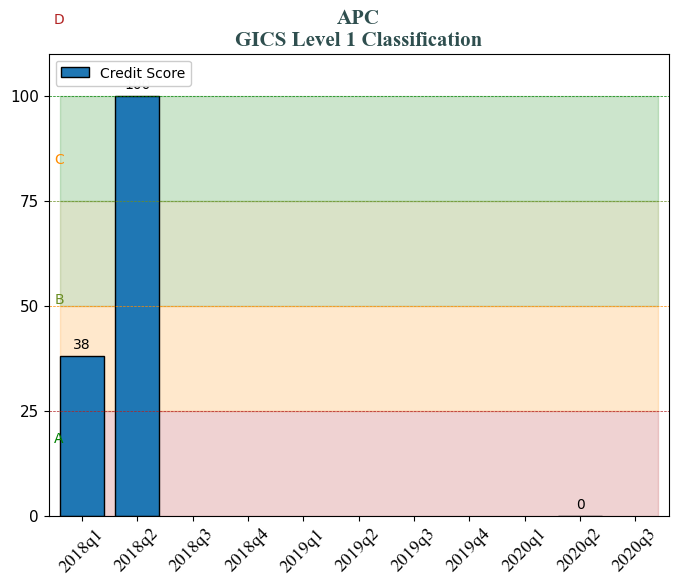 D
APC
GICS Level 1 Classification
Credit Score
100
100
C
75
B
50
38
25
A
0
0
2018q1
2018q2
2018q3
2018q4
2019q1
2019q2
2019q3
2019q4
2020q1
2020q2
2020q3